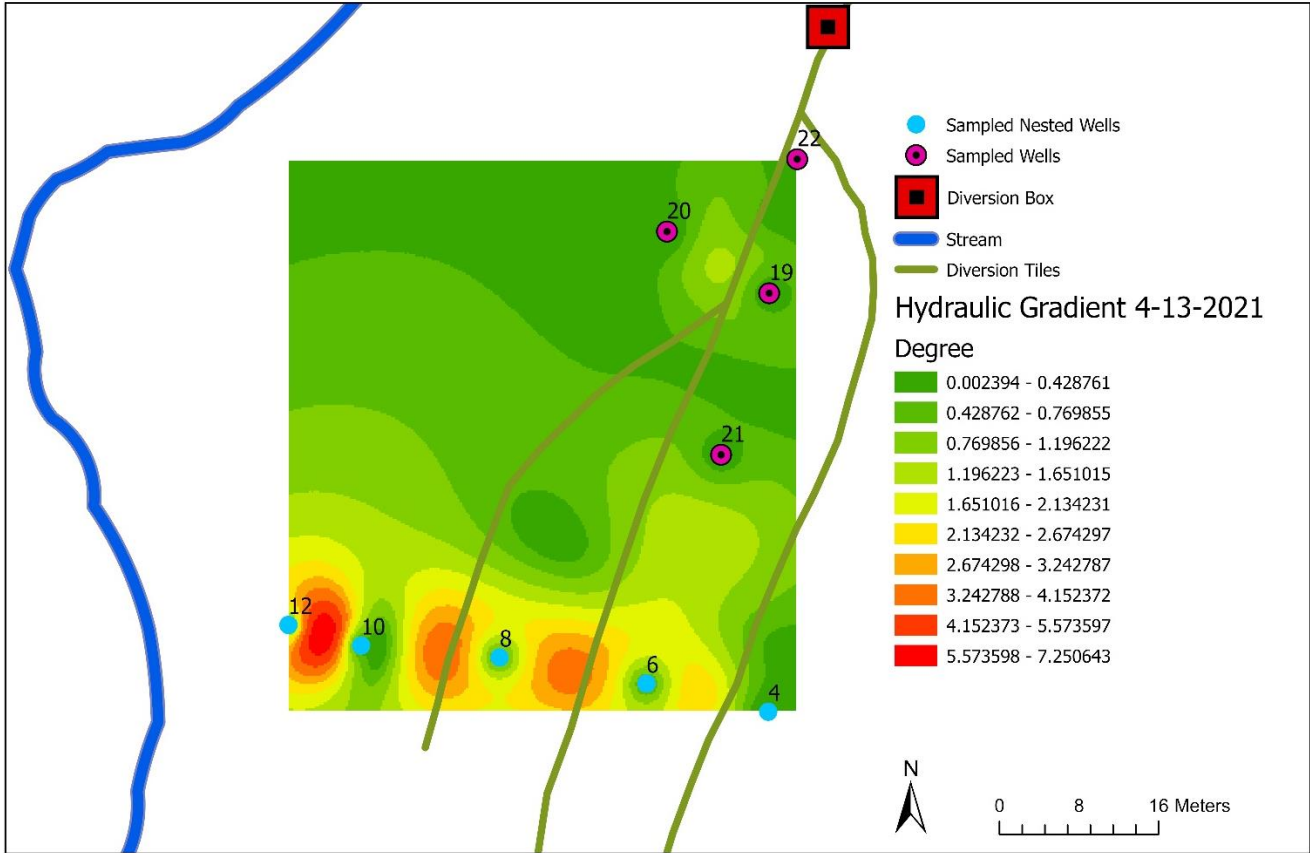 22
20
19
21
12
10
8
6
4
Sampled Nested Wells
Sampled Wells
Diversion Box
Stream
Diversion Tiles
Hydraulic Gradient 4-13-2021
Degree
0.002394 - 0.428761
0.428762 - 0.769855
0.769856 - 1.196222
1.196223 - 1.651015
1.651016 - 2.134231
2.134232 - 2.674297
2.674298 - 3.242787
3.242788 - 4.152372
4.152373 - 5.573597
5.573598 - 7.250643
N
0 8 16 Meters